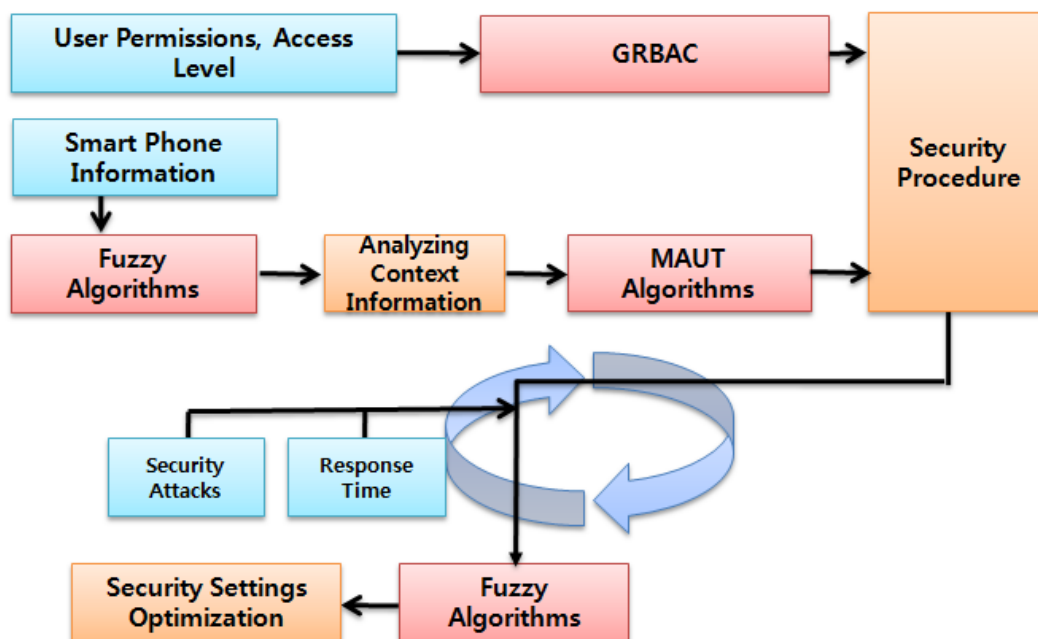 User Permissions, Access
Level
GRBAC
Security
Procedure
Smart Phone
Information
Fuzzy
Algorithms
Analyzing
Context
Information
MAUT
Algorithms
Security
Attacks
Response
Time
Security Settings
Optimization
Fuzzy
Algorithms